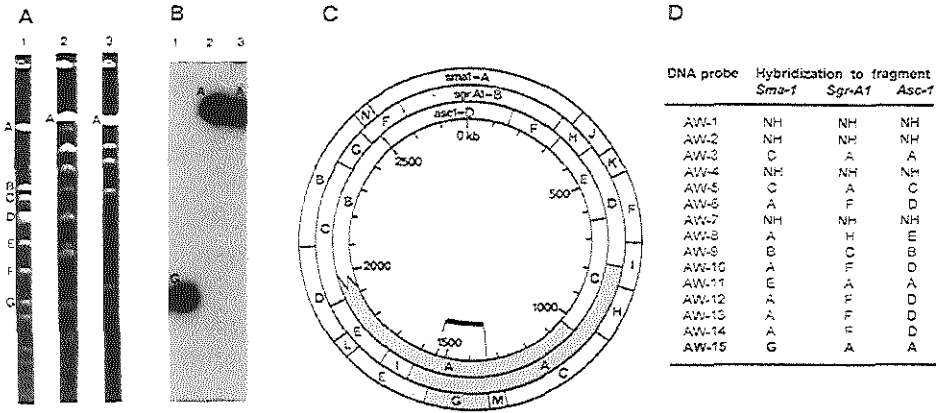 A
1 2 3
A
A
A
B
C
D
E
F
G
B
1 2 3
A A
G
C
sma1-A
sgrA1-B
asc1-D
0 kb
500
1000
1500
2000
2500
N F G B B C D L E I E A G M C A H C I F D E K J H F
D
DNA probe Hybridization to fragment
Sma-1 Sgr-A1 Asc-1
AW-1 NH NH NH
AW-2 NH NH NH
AW-3 C A A
AW-4 NH NH NH
AW-5 C A C
AW-6 A F D
AW-7 NH NH NH
AW-8 A H E
AW-9 B C B
AW-10 A F D
AW-11 E A A
AW-12 A F D
AW-13 A F D
AW-14 A F D
AW-15 G A A